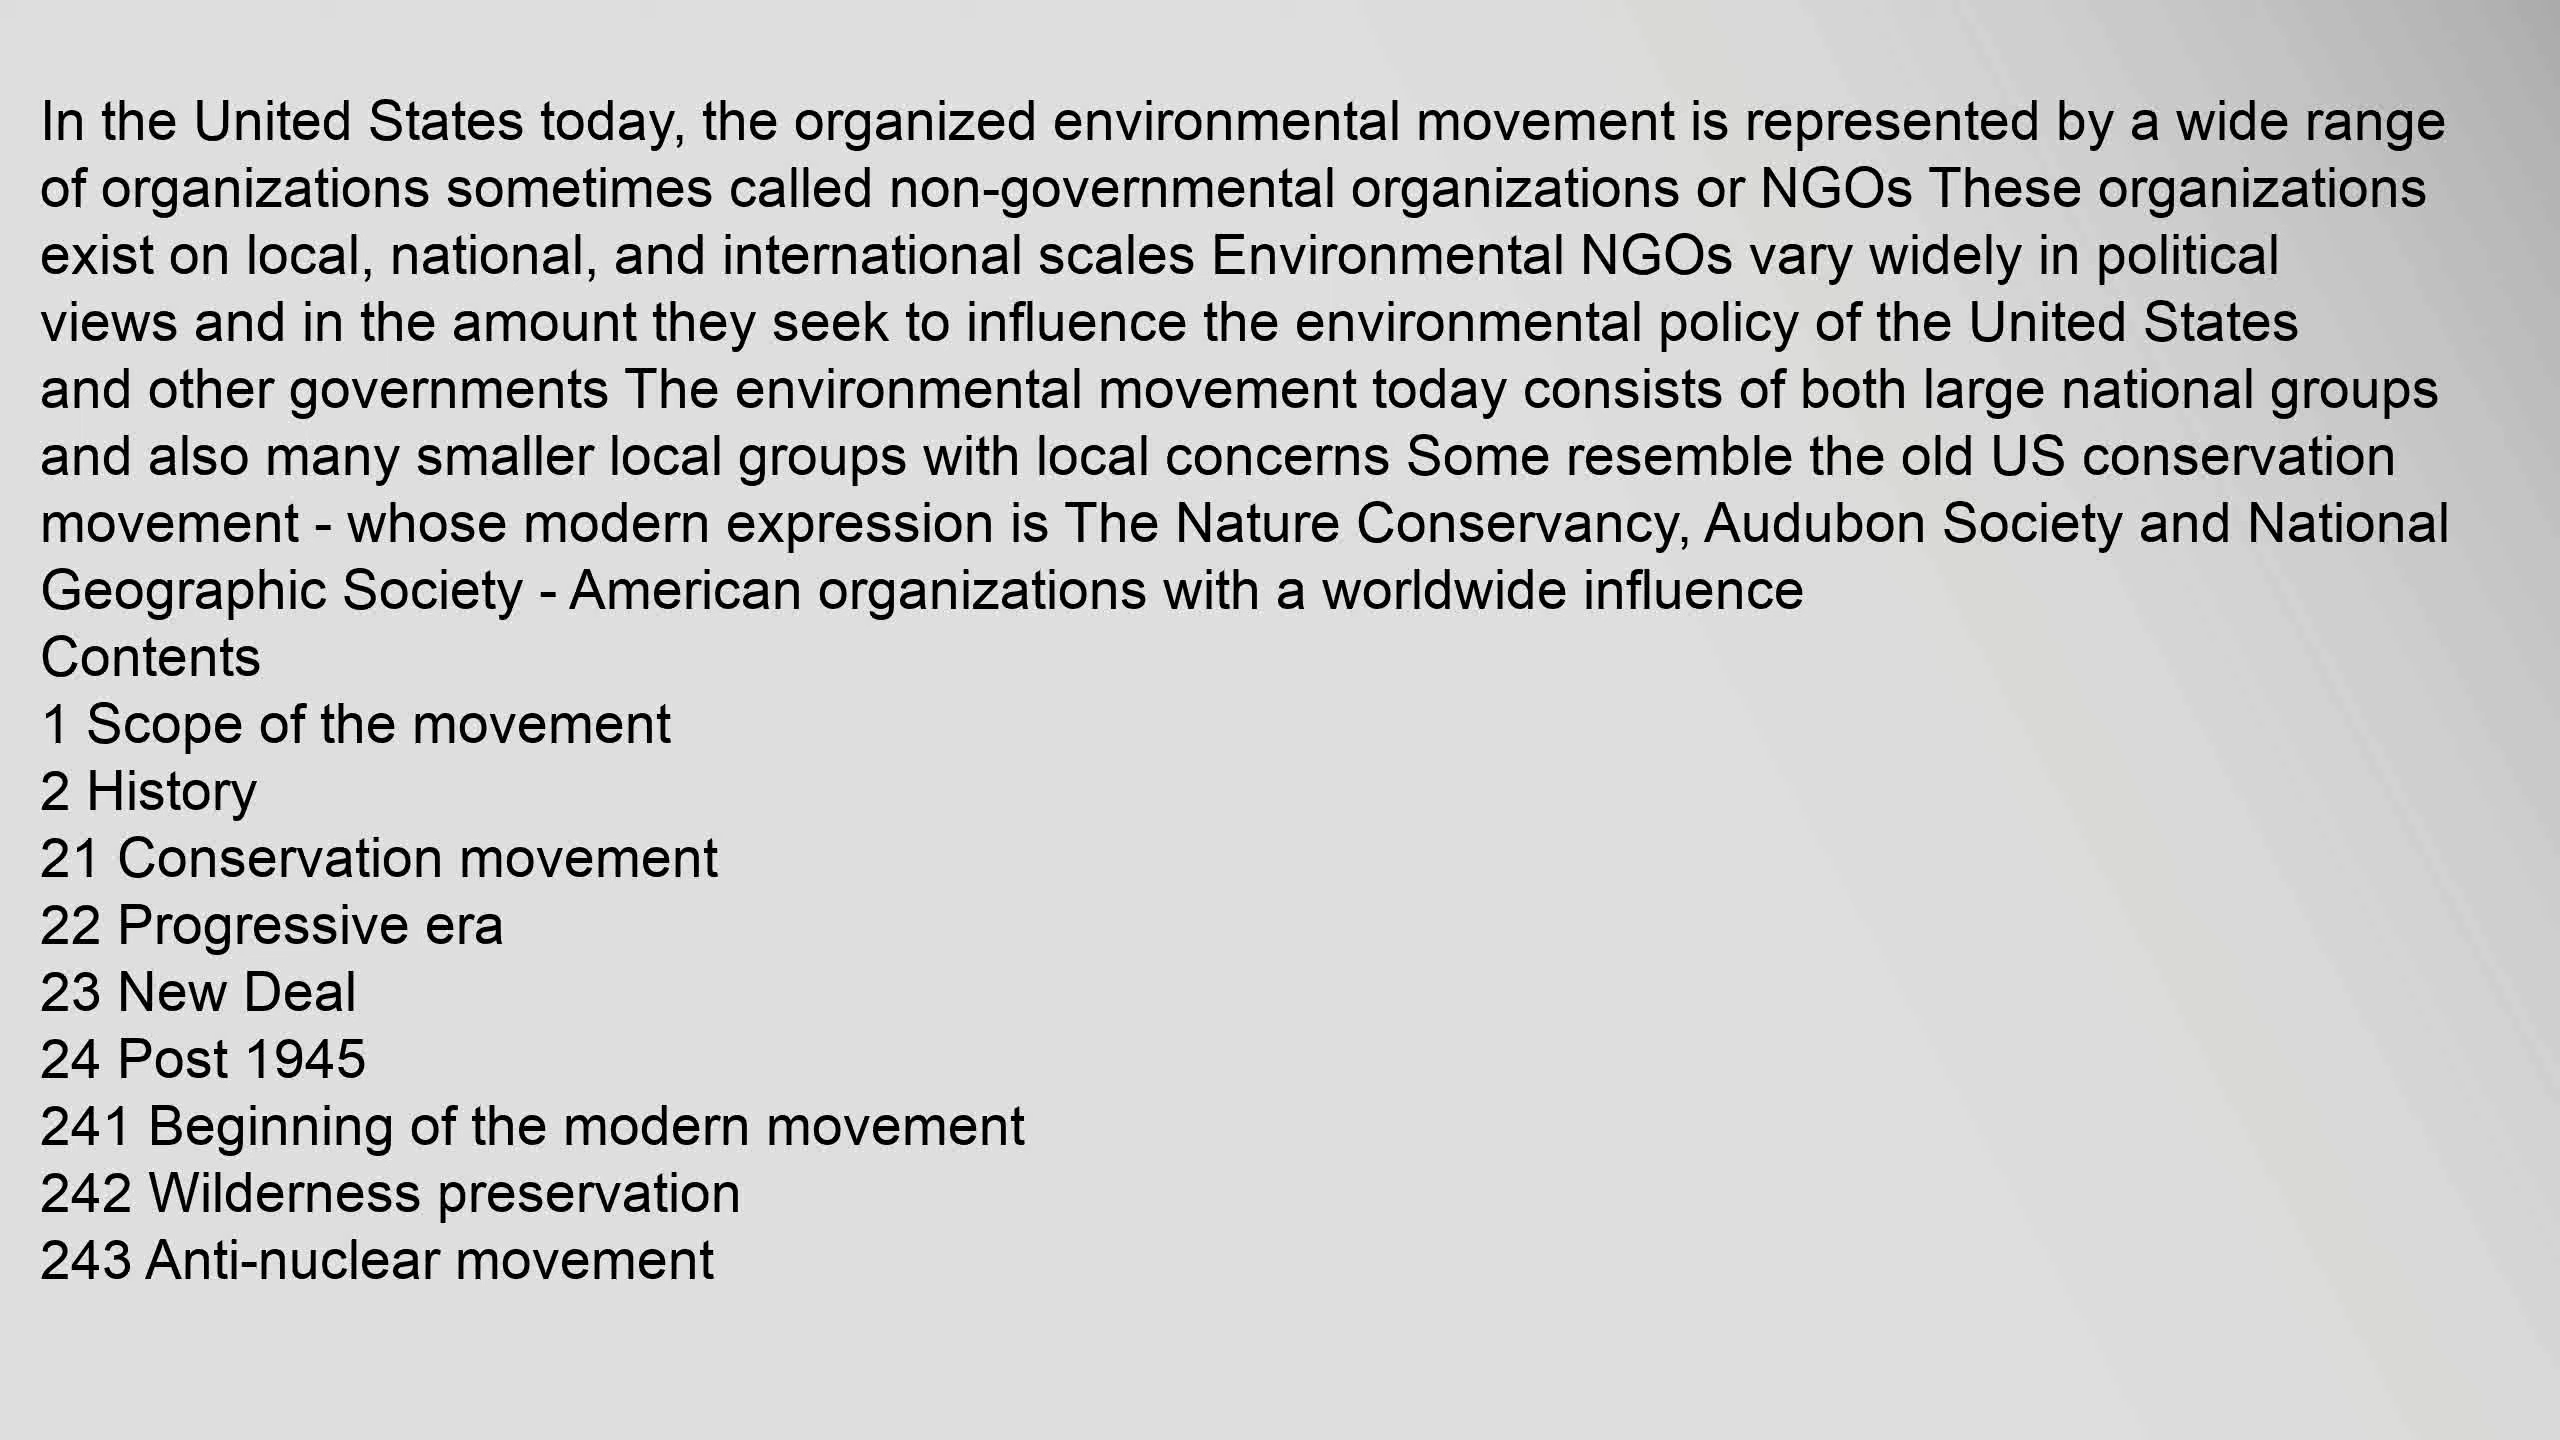 In the United States today, the organized environmental movement is represented by a wide range
of organizations sometimes called non-governmental organizations or NGOs These organizations
exist on local, national, and international scales Environmental NGOs vary widely in political
views and in the amount they seek to influence the environmental policy of the United States
and other governments The environmental movement today consists of both large national groups
and also many smaller local groups with local concerns Some resemble the old US conservation
movement - whose modern expression is The Nature Conservancy, Audubon Society and National
Geographic Society - American organizations with a worldwide influence
Contents
1 Scope of the movement
2 History
21 Conservation movement
22 Progressive era
23 New Deal
24 Post 1945
241 Beginning of the modern movement
242 Wilderness preservation
243 Anti-nuclear movement